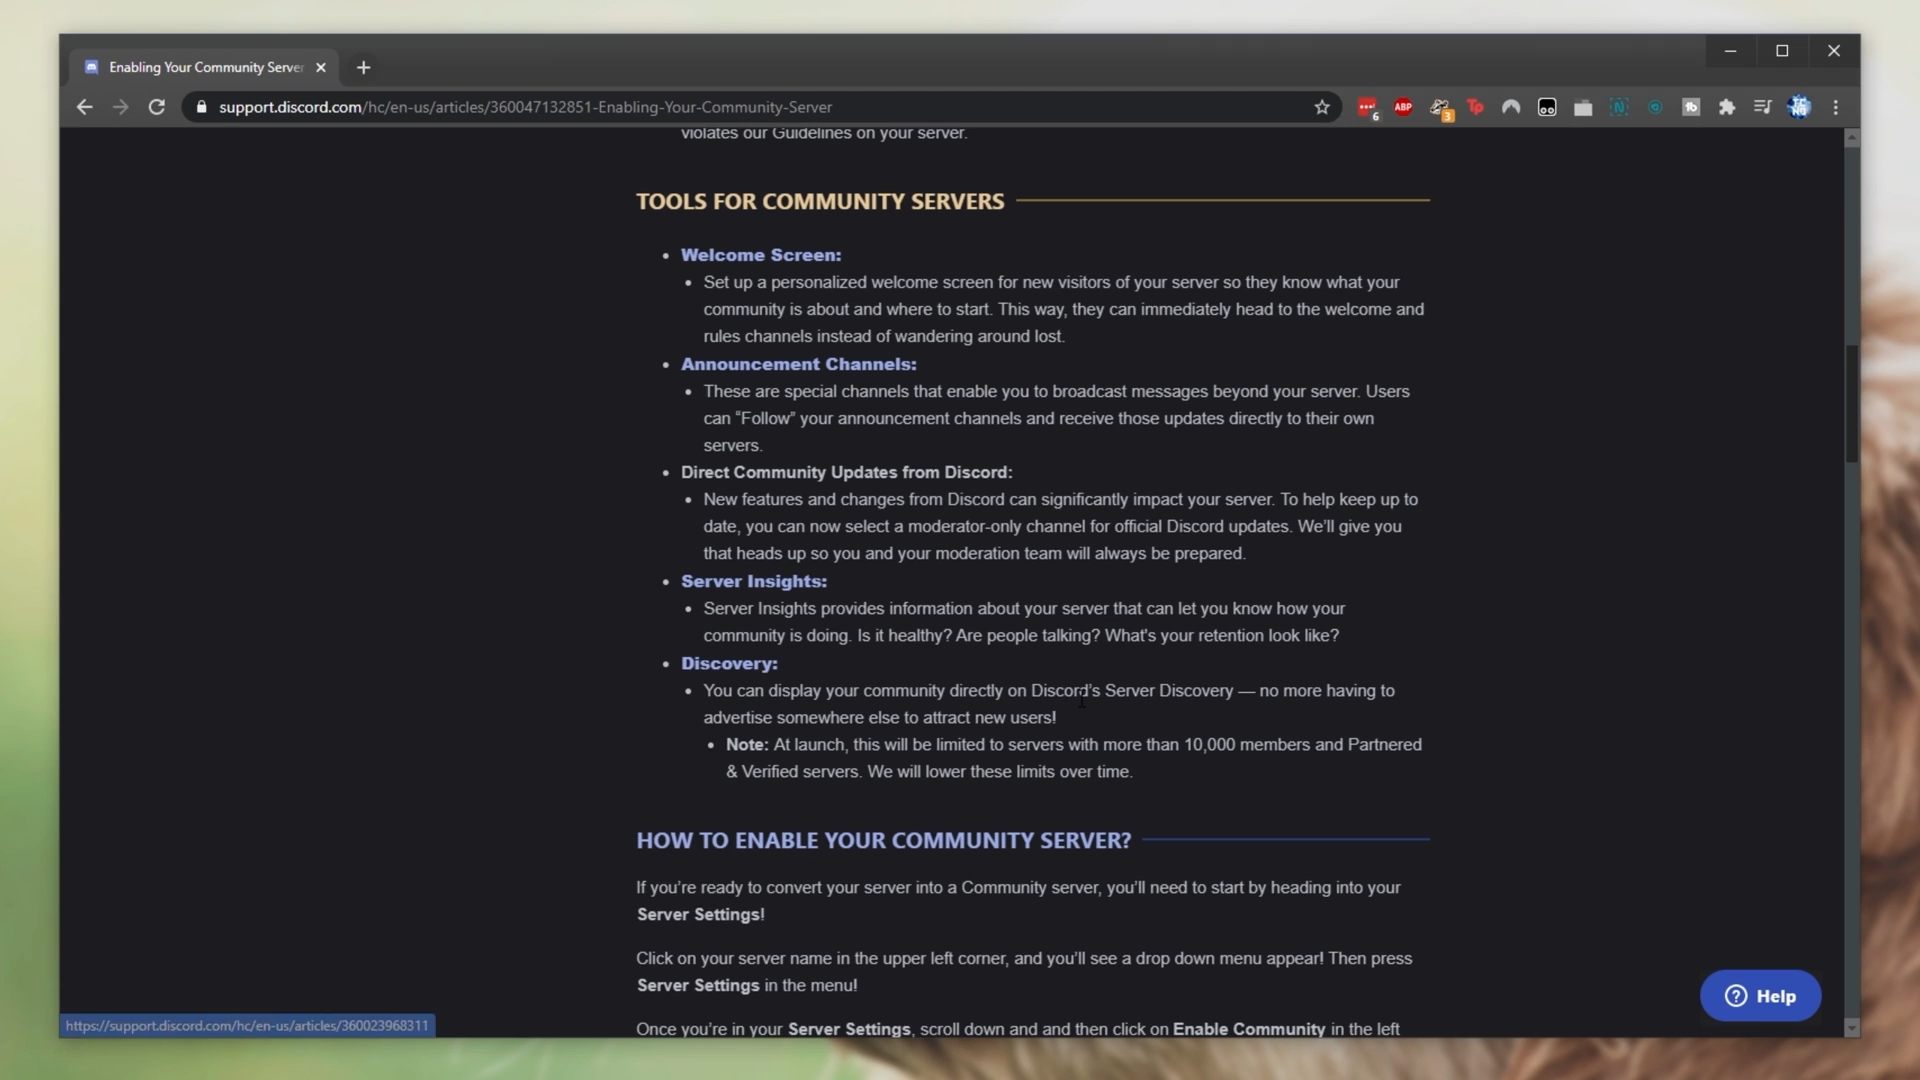 Enabling Your Community Server
support.discord.com/hc/en-us/articles/360047132851-Enabling-Your-Community-Server
6
ABP
3
Tp
N
tb
violates our Guidelines on your server.
TOOLS FOR COMMUNITY SERVERS
Welcome Screen:
Set up a personalized welcome screen for new visitors of your server so they know what your
community is about and where to start. This way, they can immediately head to the welcome and
rules channels instead of wandering around lost.
Announcement Channels:
These are special channels that enable you to broadcast messages beyond your server. Users
can “Follow” your announcement channels and receive those updates directly to their own
servers.
Direct Community Updates from Discord:
New features and changes from Discord can significantly impact your server. To help keep up to
date, you can now select a moderator-only channel for official Discord updates. We’ll give you
that heads up so you and your moderation team will always be prepared.
Server Insights:
Server Insights provides information about your server that can let you know how your
community is doing. Is it healthy? Are people talking? What's your retention look like?
Discovery:
You can display your community directly on Discord’s Server Discovery — no more having to
advertise somewhere else to attract new users!
Note: At launch, this will be limited to servers with more than 10,000 members and Partnered
& Verified servers. We will lower these limits over time.
HOW TO ENABLE YOUR COMMUNITY SERVER?
If you’re ready to convert your server into a Community server, you’ll need to start by heading into your
Server Settings!
Click on your server name in the upper left corner, and you’ll see a drop down menu appear! Then press
Server Settings in the menu!
Once you’re in your Server Settings, scroll down and and then click on Enable Community in the left
Help
https://support.discord.com/hc/en-us/articles/360023968311